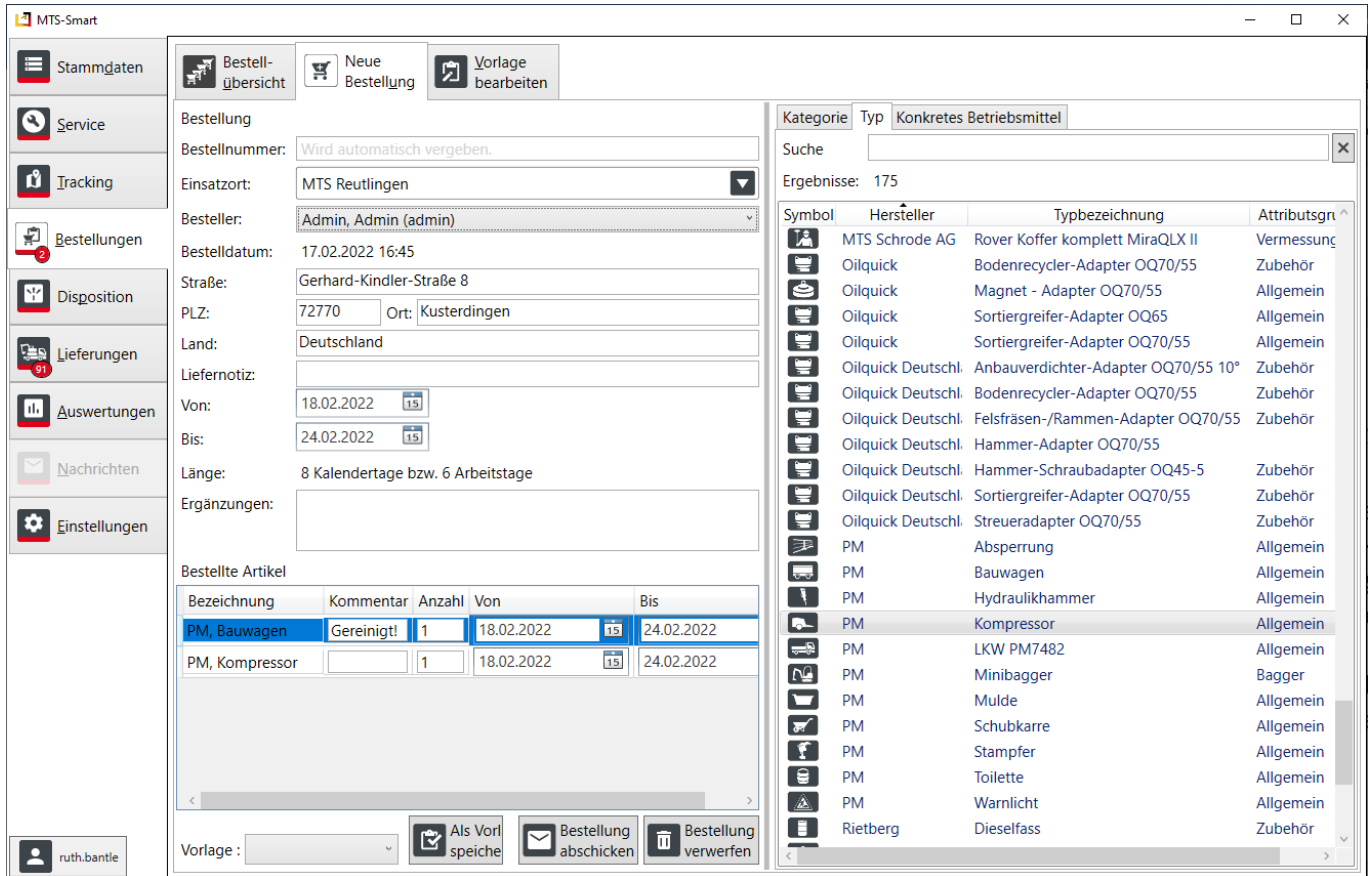 MTS-Smart
Stammdaten
Service
Tracking
Bestellungen
2
Disposition
Lieferungen
91
Auswertungen
Nachrichten
Einstellungen
ruth.bantle
Bestell-
übersicht
Neue
Bestellung
Vorlage
bearbeiten
Bestellung
Bestellnummer: Wird automatisch vergeben.
Einsatzort: MTS Reutlingen
Besteller: Admin, Admin (admin)
Bestelldatum: 17.02.2022 16:45
Straße: Gerhard-Kindler-Straße 8
PLZ: 72770 Ort: Kusterdingen
Land: Deutschland
Liefernotiz:
Von: 18.02.2022 15
Bis: 24.02.2022 15
Länge: 8 Kalendertage bzw. 6 Arbeitstage
Ergänzungen:
Bestellte Artikel
Bezeichnung Kommentar Anzahl Von Bis
PM, Bauwagen Gereinigt! 1 18.02.2022 15 24.02.2022
PM, Kompressor 1 18.02.2022 15 24.02.2022
Vorlage :
Als Vorl
speiche
Bestellung
abschicken
Bestellung
verwerfen
Kategorie Typ Konkretes Betriebsmittel
Suche
Ergebnisse: 175
Symbol Hersteller Typbezeichnung Attributsgru
MTS Schrode AG Rover Koffer komplett MiraQLX II Vermessung
Oilquick Bodenrecycler-Adapter OQ70/55 Zubehör
Oilquick Magnet - Adapter OQ70/55 Allgemein
Oilquick Sortiergreifer-Adapter OQ65 Allgemein
Oilquick Sortiergreifer-Adapter OQ70/55 Allgemein
Oilquick Deutschl Anbauverdichter-Adapter OQ70/55 10° Zubehör
Oilquick Deutschl Bodenrecycler-Adapter OQ70/55 Zubehör
Oilquick Deutschl Felsfräsen-/Rammen-Adapter OQ70/55 Zubehör
Oilquick Deutschl Hammer-Adapter OQ70/55
Oilquick Deutschl Hammer-Schraubadapter OQ45-5 Zubehör
Oilquick Deutschl Sortiergreifer-Adapter OQ70/55 Zubehör
Oilquick Deutschl Streueradapter OQ70/55 Zubehör
PM Absperrung Allgemein
PM Bauwagen Allgemein
PM Hydraulikhammer Allgemein
PM Kompressor Allgemein
PM LKW PM7482 Allgemein
PM Minibagger Bagger
PM Mulde Allgemein
PM Schubkarre Allgemein
PM Stampfer Allgemein
PM Toilette Allgemein
PM Warnlicht Allgemein
Rietberg Dieselfass Zubehör